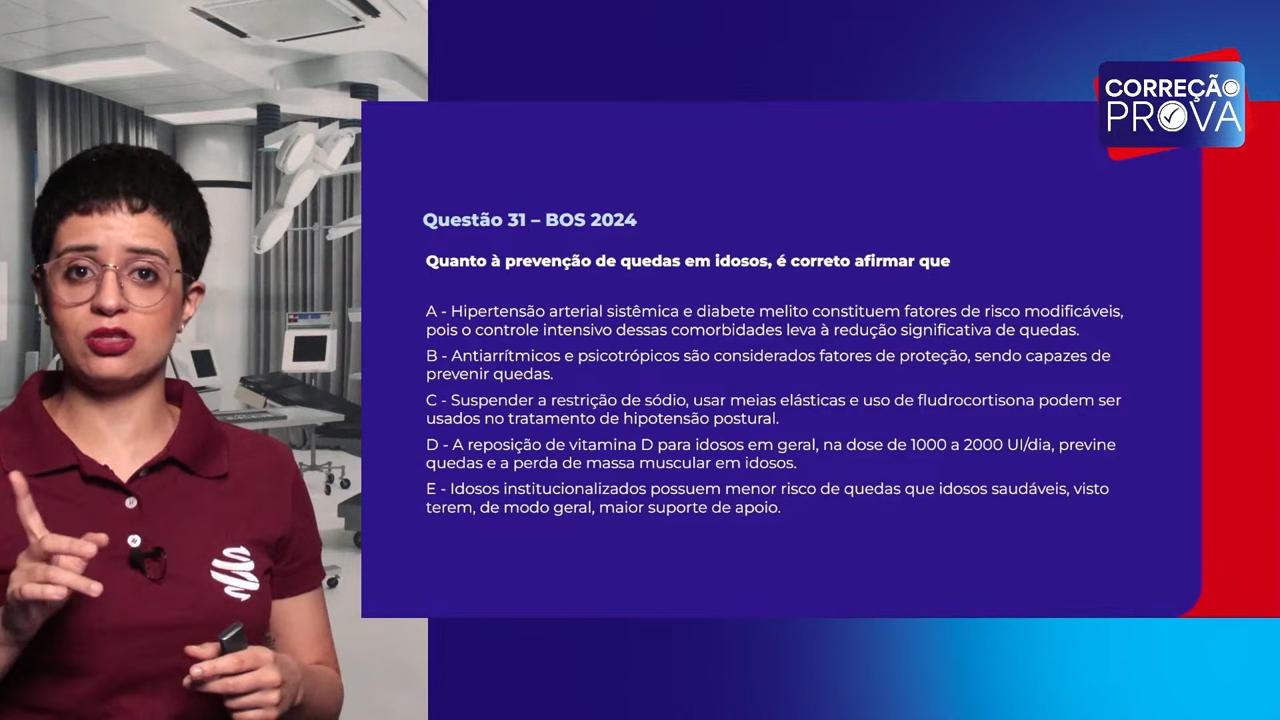 CORREÇÃO
PROVA
Questão 31 – BOS 2024
Quanto à prevenção de quedas em idosos, é correto afirmar que
A - Hipertensão arterial sistêmica e diabete melito constituem fatores de risco modificáveis,
pois o controle intensivo dessas comorbidades leva à redução significativa de quedas.
B - Antiarrítmicos e psicotrópicos são considerados fatores de proteção, sendo capazes de
prevenir quedas.
C - Suspender a restrição de sódio, usar meias elásticas e uso de fludrocortisona podem ser
usados no tratamento de hipotensão postural.
D - A reposição de vitamina D para idosos em geral, na dose de 1000 a 2000 UI/dia, previne
quedas e a perda de massa muscular em idosos.
E - Idosos institucionalizados possuem menor risco de quedas que idosos saudáveis, visto
terem, de modo geral, maior suporte de apoio.